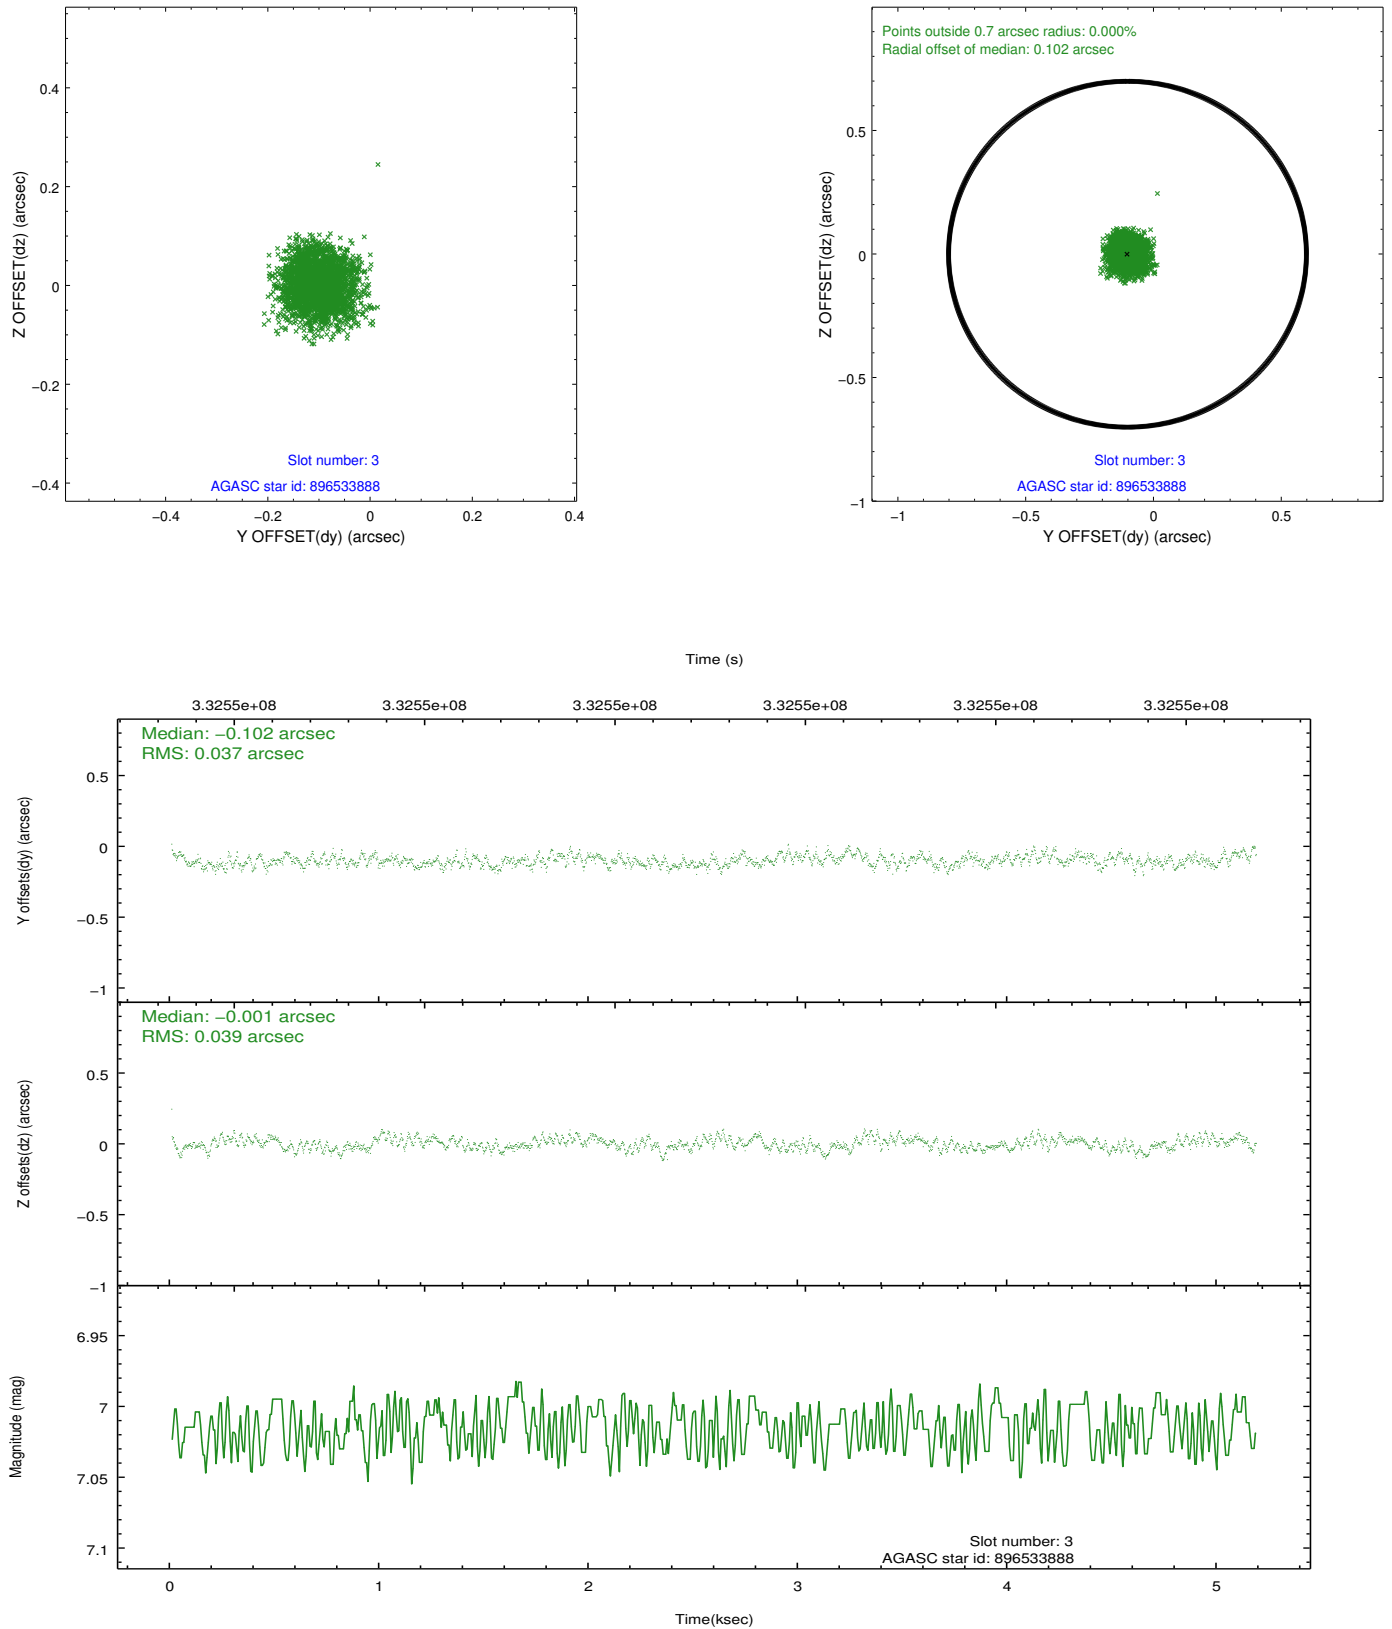 0.4
0.2
0
−0.2
−0.4
Z OFFSET(dz) (arcsec)
Slot number: 3
AGASC star id: 896533888
−0.4 −0.2 0 0.2 0.4
Y OFFSET(dy) (arcsec)
Points outside 0.7 arcsec radius: 0.000%
Radial offset of median: 0.102 arcsec
0.5
0
−0.5
−1
Z OFFSET(dz) (arcsec)
Slot number: 3
AGASC star id: 896533888
−1 −0.5 0 0.5
Y OFFSET(dy) (arcsec)
Time (s)
3.3255e+08 3.3255e+08 3.3255e+08 3.3255e+08 3.3255e+08 3.3255e+08
Median: −0.102 arcsec
RMS: 0.037 arcsec
0.5
0
−0.5
−1
Y offsets(dy) (arcsec)
Median: −0.001 arcsec
RMS: 0.039 arcsec
0.5
0
−0.5
−1
Z offsets(dz) (arcsec)
6.95
7
7.05
7.1
Magnitude (mag)
Slot number: 3
AGASC star id: 896533888
0 1 2 3 4 5
Time(ksec)